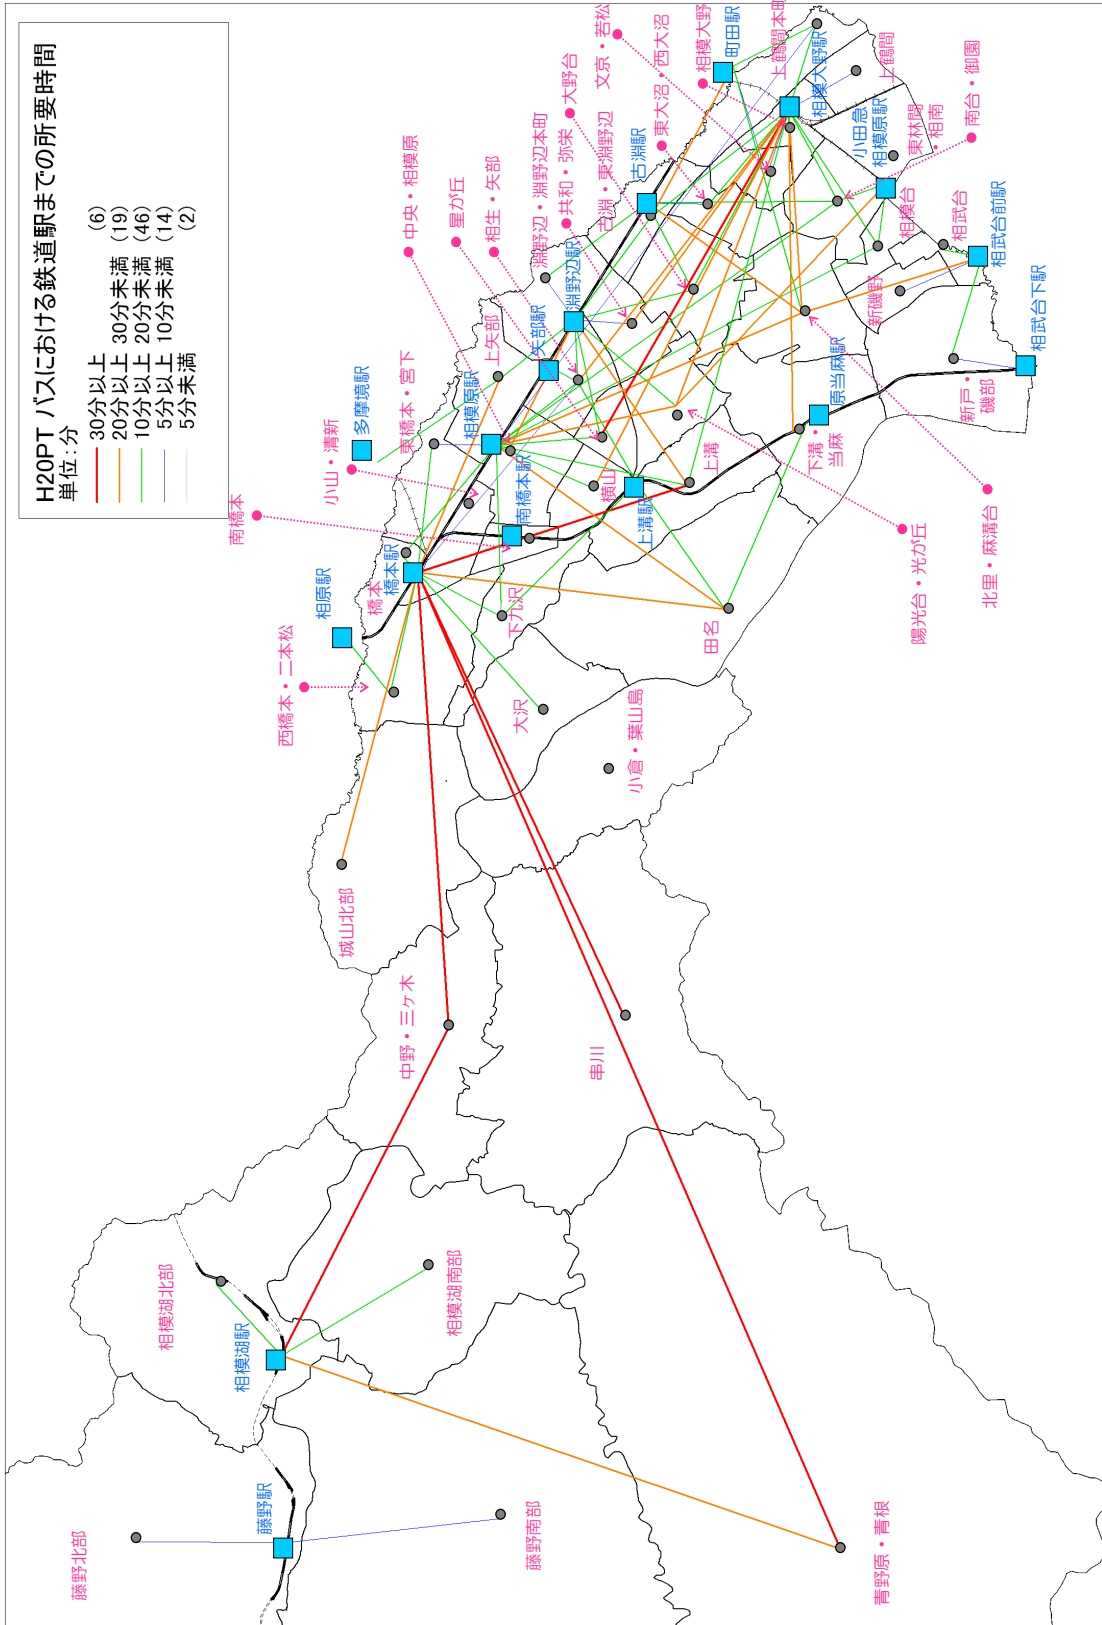 H20PT バスにおける鉄道駅までの所要時間
単位:分
30分以上 (6)
20分以上 30分未満 (19)
10分以上 20分未満 (46)
5分以上 10分未満 (14)
5分未満 (2)
藤野北部
藤野駅
藤野南部
相模湖北部
相模湖駅
相模湖南部
青野原・青根
中野・三ヶ木
串川
城山北部
小倉・葉山島
西橋本・二本松
相原駅
橋本
橋本駅
大沢
下九沢
田名
南橋本
南橋本駅
小山・清新
多摩境駅
東橋・宮下
相模原駅
上矢部
矢部駅
中央・相模原
星が丘
相生・矢部
横山
上溝駅
上溝
淵野辺・淵野辺本町
淵野辺駅
共和・弥栄
大野台
古淵・東淵野辺
古淵駅
文京・若松
東大沼・西大沼
相模大野
町田駅
上鶴間本町
相模大野駅
上鶴間
小田急
相模原駅
東林間
・相南
南台・御園
相模台
相武台
相武台前駅
新磯野
相武台下駅
新戸・
磯部
原当麻駅
下溝・
当麻
北里・麻溝台
陽光台・光が丘